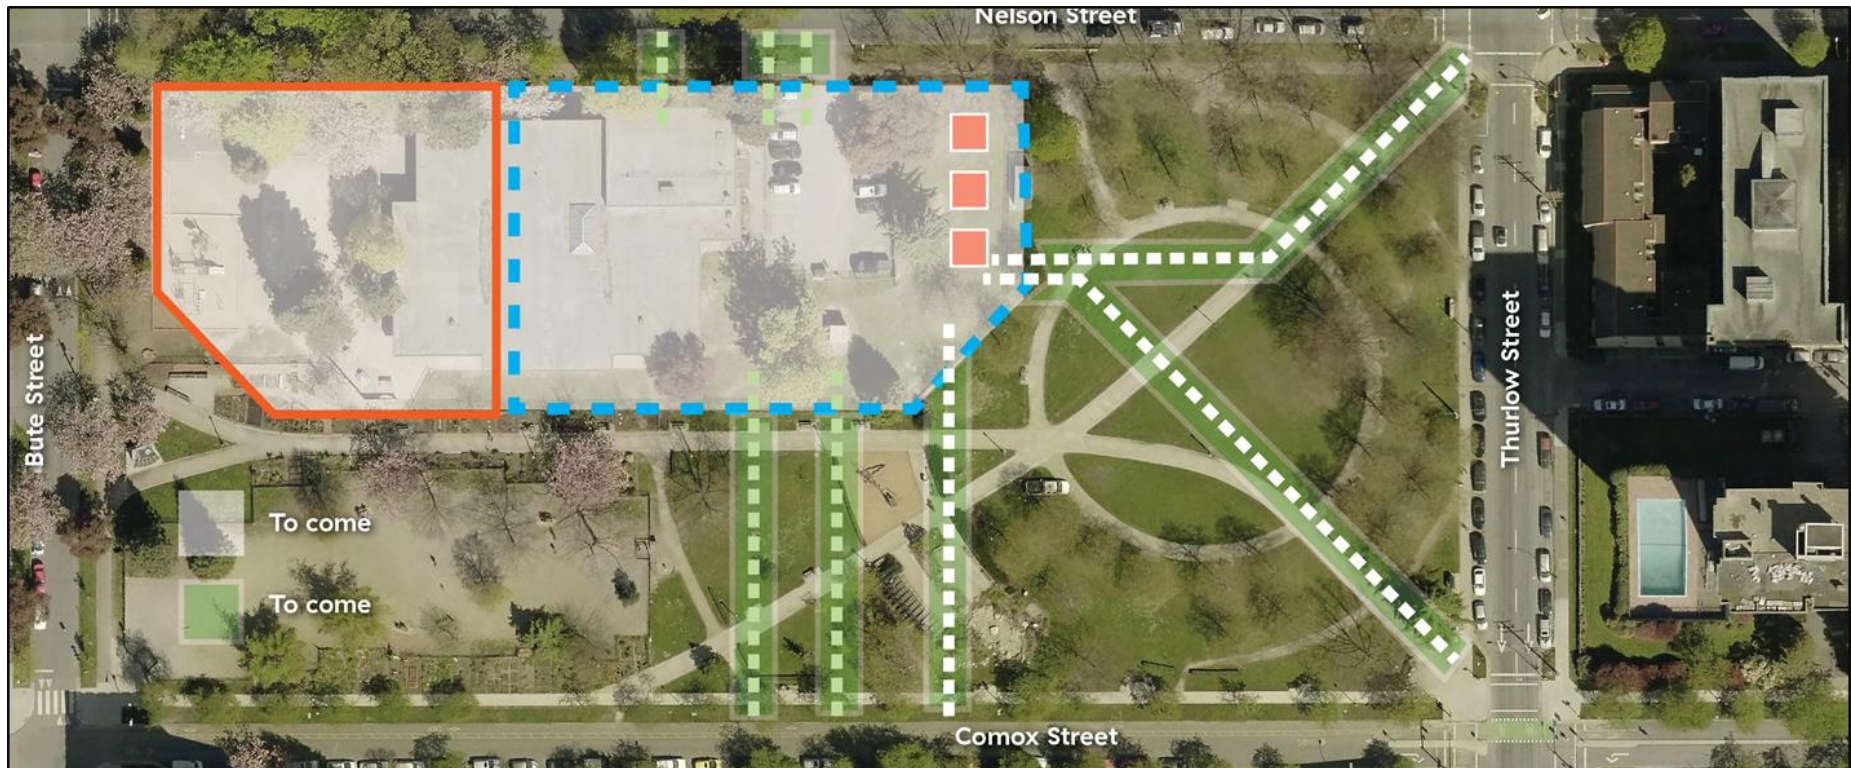 Nelson Street
Bute Street
Thurlow Street
To come
To come
Comox Street